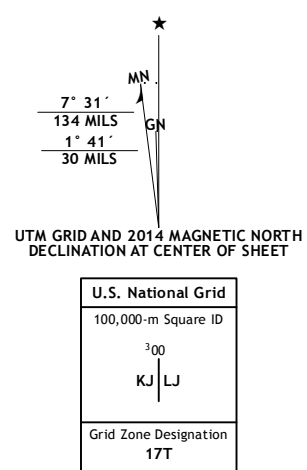 ★
MN
7° 31´
134 MILS
GN
1° 41´
30 MILS
UTM GRID AND 2014 MAGNETIC NORTH
DECLINATION AT CENTER OF SHEET
U.S. National Grid
100,000-m Square ID
³00
KJ LJ
Grid Zone Designation
17T